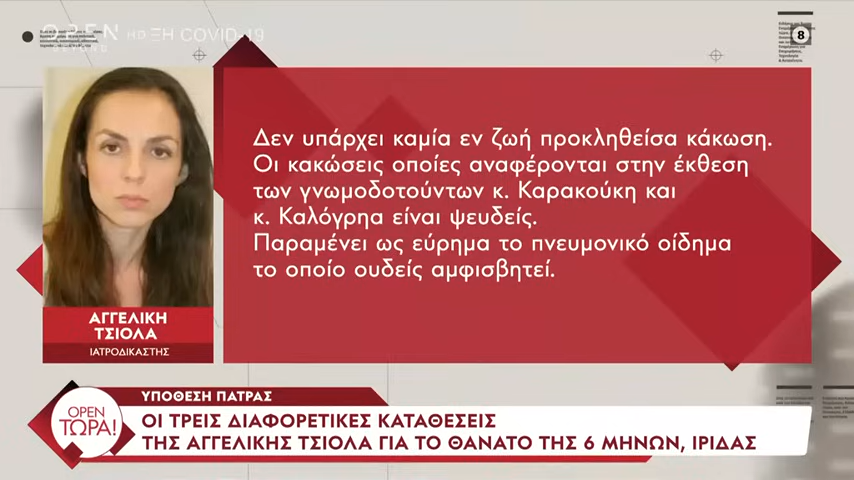 OPEN
BEYOND
ΗΞΗ COVID-19
8
Δεν υπάρχει καμία εν ζωή προκληθείσα κάκωση.
Οι κακώσεις οποίες αναφέρονται στην έκθεση
των γνωμοδοτούντων κ. Καρακούκη και
κ. Καλόγρηα είναι ψευδείς.
Παραμένει ως εύρημα το πνευμονικό οίδημα
το οποίο ουδείς αμφισβητεί.
ΑΓΓΕΛΙΚΗ
ΤΣΙΟΛΑ
ΙΑΤΡΟΔΙΚΑΣΤΗΣ
ΥΠΟΘΕΣΗ ΠΑΤΡΑΣ
OPEN
ΤΩΡΑ!
ΟΙ ΤΡΕΙΣ ΔΙΑΦΟΡΕΤΙΚΕΣ ΚΑΤΑΘΕΣΕΙΣ
ΤΗΣ ΑΓΓΕΛΙΚΗΣ ΤΣΙΟΛΑ ΓΙΑ ΤΟ ΘΑΝΑΤΟ ΤΗΣ 6 ΜΗΝΩΝ, ΙΡΙΔΑΣ